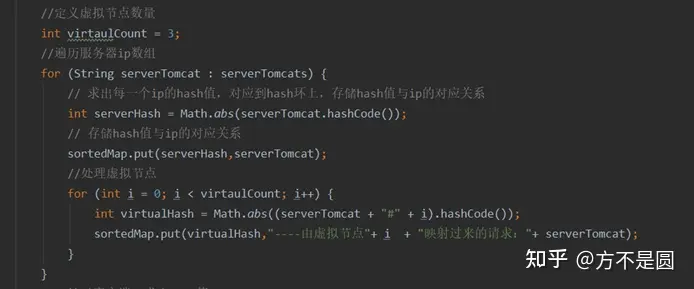 //定义虚拟节点数量
int virtaulCount = 3;
//遍历服务器ip数组
for (String serverTomcat : serverTomcats) {
// 求出每一个ip的hash值，对应到hash环上，存储hash值与ip的对应关系
int serverHash = Math.abs(serverTomcat.hashCode());
// 存储hash值与ip的对应关系
sortedMap.put(serverHash,serverTomcat);
//处理虚拟节点
for (int i = 0; i < virtaulCount; i++) {
int virtualHash = Math.abs((serverTomcat + "#" + i).hashCode());
sortedMap.put(virtualHash,"----由虚拟节点"+ i  + "映射过来的请求："+ serverTomcat);
}
}
知乎 @方不是圆